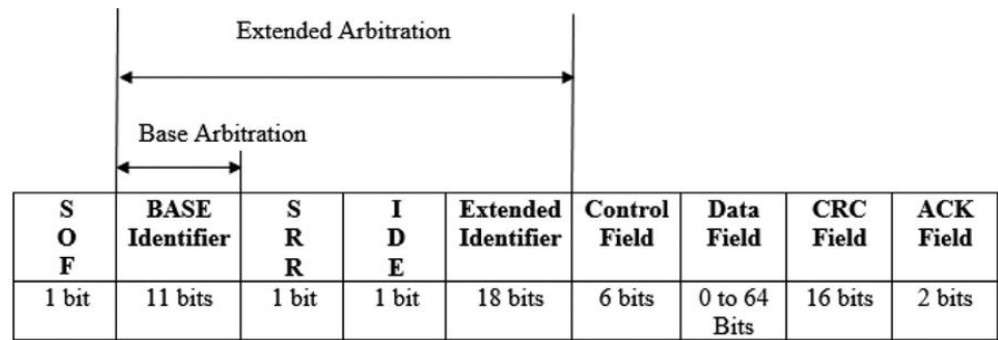 Extended Arbitration
Base Arbitration
S O F
BASE Identifier
S R R
I D E
Extended Identifier
Control Field
Data Field
CRC Field
ACK Field
1 bit
11 bits
1 bit
1 bit
18 bits
6 bits
0 to 64 Bits
16 bits
2 bits